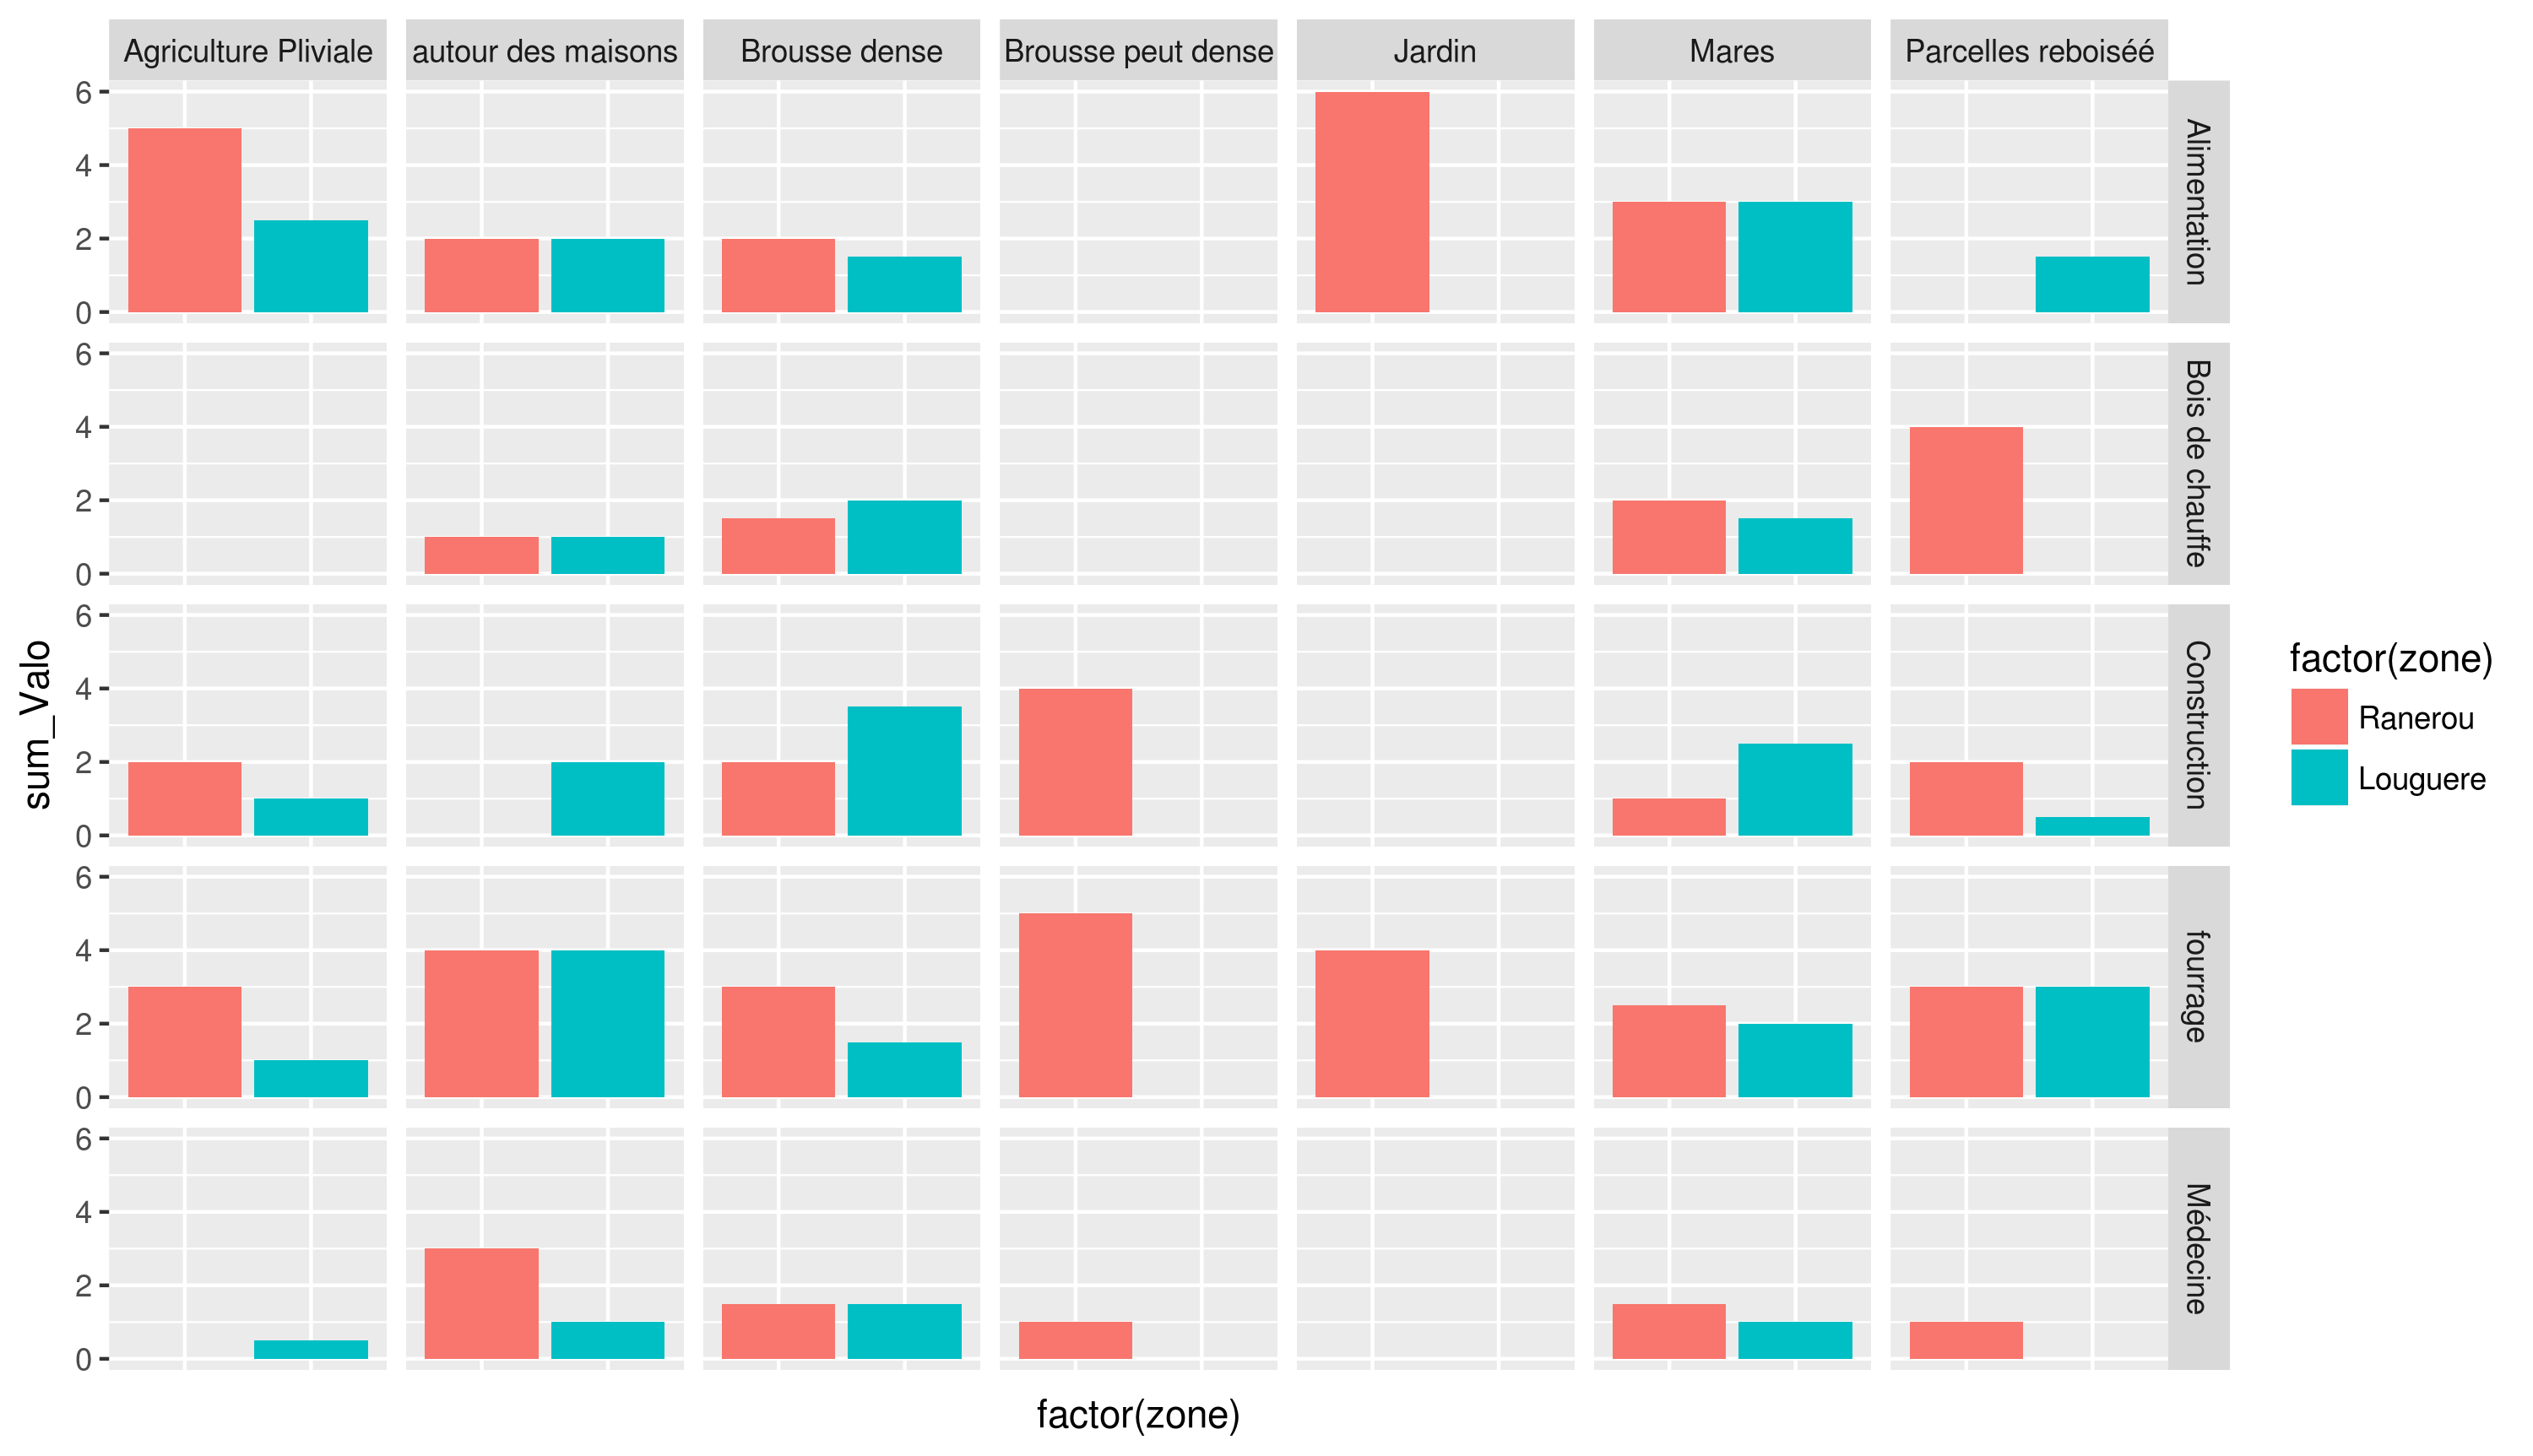 Agriculture Pliviale
autour des maisons
Brousse dense
Brousse peut dense
Jardin
Mares
Parcelles reboiséé
6
4
2
0
Alimentation
6
4
2
0
Bois de chauffe
6
4
2
0
Construction
6
4
2
0
fourrage
6
4
2
0
Médecine
sum_Valo
factor(zone)
factor(zone)
Ranerou
Louguere